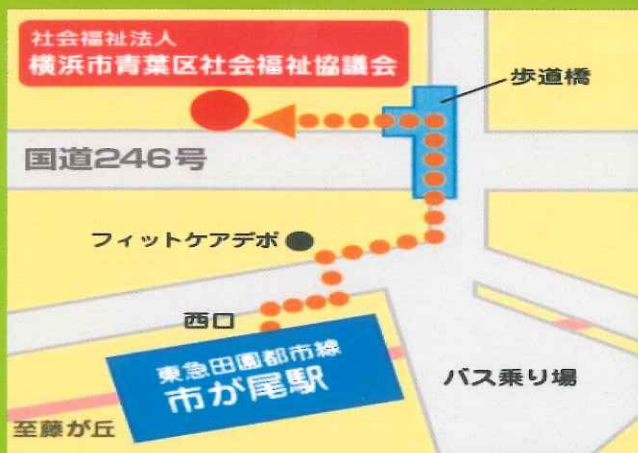 社会福祉法人
横浜市青葉区社会福祉協議会
歩道橋
国道246号
フィットケアデポ
西口
東急田園都市線
市が尾駅
バス乗り場
至藤が丘